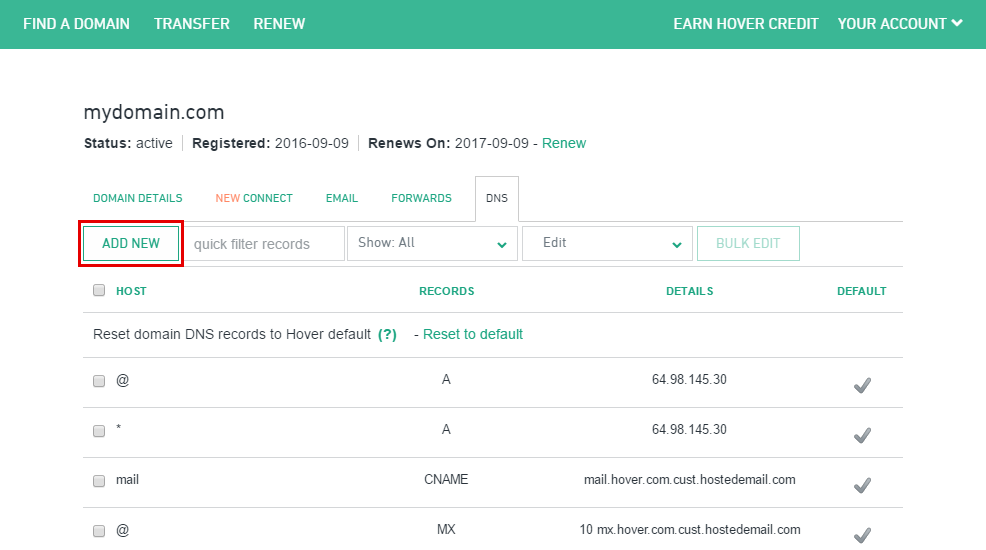 FIND A DOMAIN TRANSFER RENEW EARN HOVER CREDIT YOUR ACCOUNT
mydomain.com
Status: active Registered: 2016-09-09 Renews On: 2017-09-09 - Renew
DOMAIN DETAILS NEW CONNECT EMAIL FORWARDS DNS
ADD NEW quick filter records Show: All Edit BULK EDIT
HOST RECORDS DETAILS DEFAULT
Reset domain DNS records to Hover default (?) - Reset to default
@ A 64.98.145.30
* A 64.98.145.30
mail CNAME mail.hover.com.cust.hostedemail.com
@ MX 10 mx.hover.com.cust.hostedemail.com